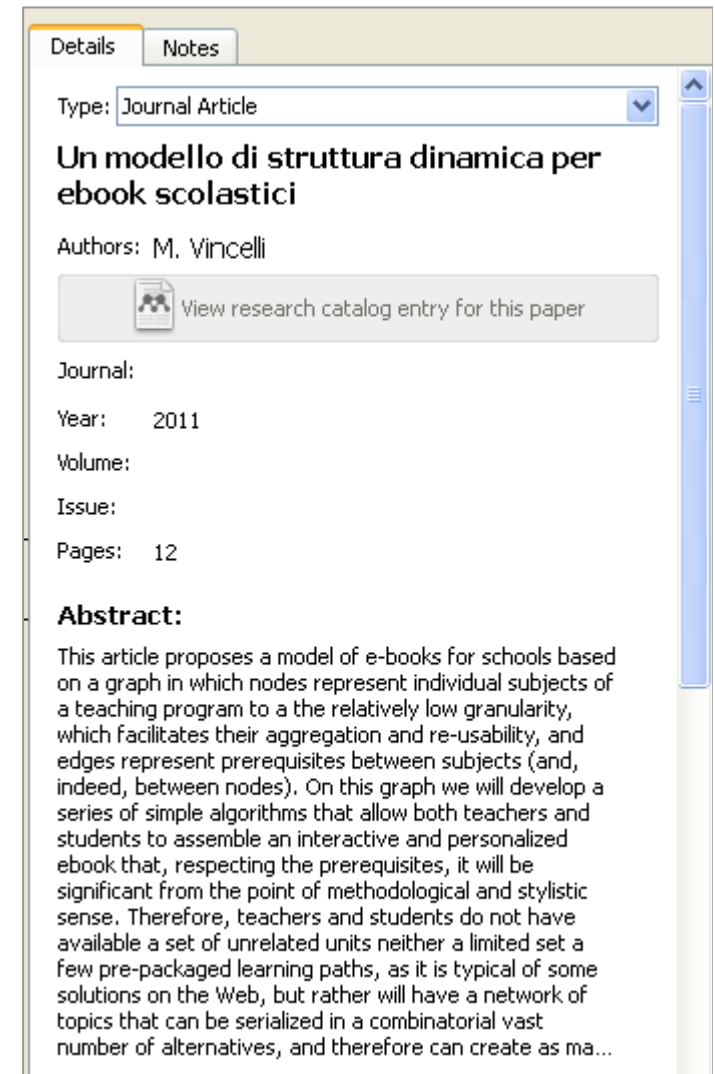 Details Notes
Type: Journal Article
Un modello di struttura dinamica per
ebook scolastici
Authors: M. Vincelli
View research catalog entry for this paper
Journal:
Year: 2011
Volume:
Issue:
Pages: 12
Abstract:
This article proposes a model of e-books for schools based
on a graph in which nodes represent individual subjects of
a teaching program to a the relatively low granularity,
which facilitates their aggregation and re-usability, and
edges represent prerequisites between subjects (and,
indeed, between nodes). On this graph we will develop a
series of simple algorithms that allow both teachers and
students to assemble an interactive and personalized
ebook that, respecting the prerequisites, it will be
significant from the point of methodological and stylistic
sense. Therefore, teachers and students do not have
available a set of unrelated units neither a limited set a
few pre-packaged learning paths, as it is typical of some
solutions on the Web, but rather will have a network of
topics that can be serialized in a combinatorial vast
number of alternatives, and therefore can create as ma...